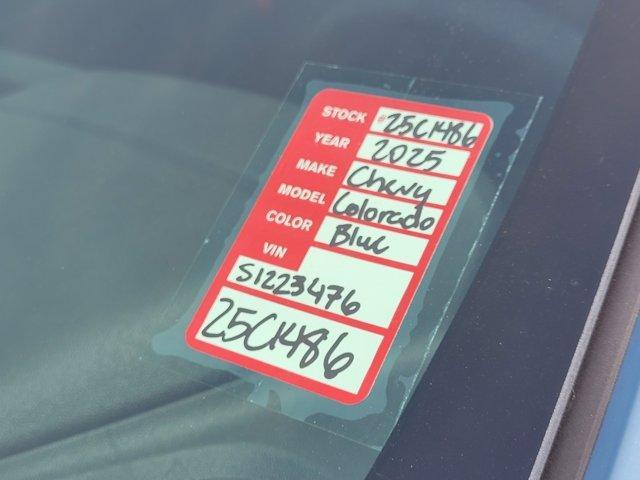 STOCK #25C1486
YEAR 2025
MAKE Chevy
MODEL Colorado
COLOR Blue
VIN
S1223476
25C1486